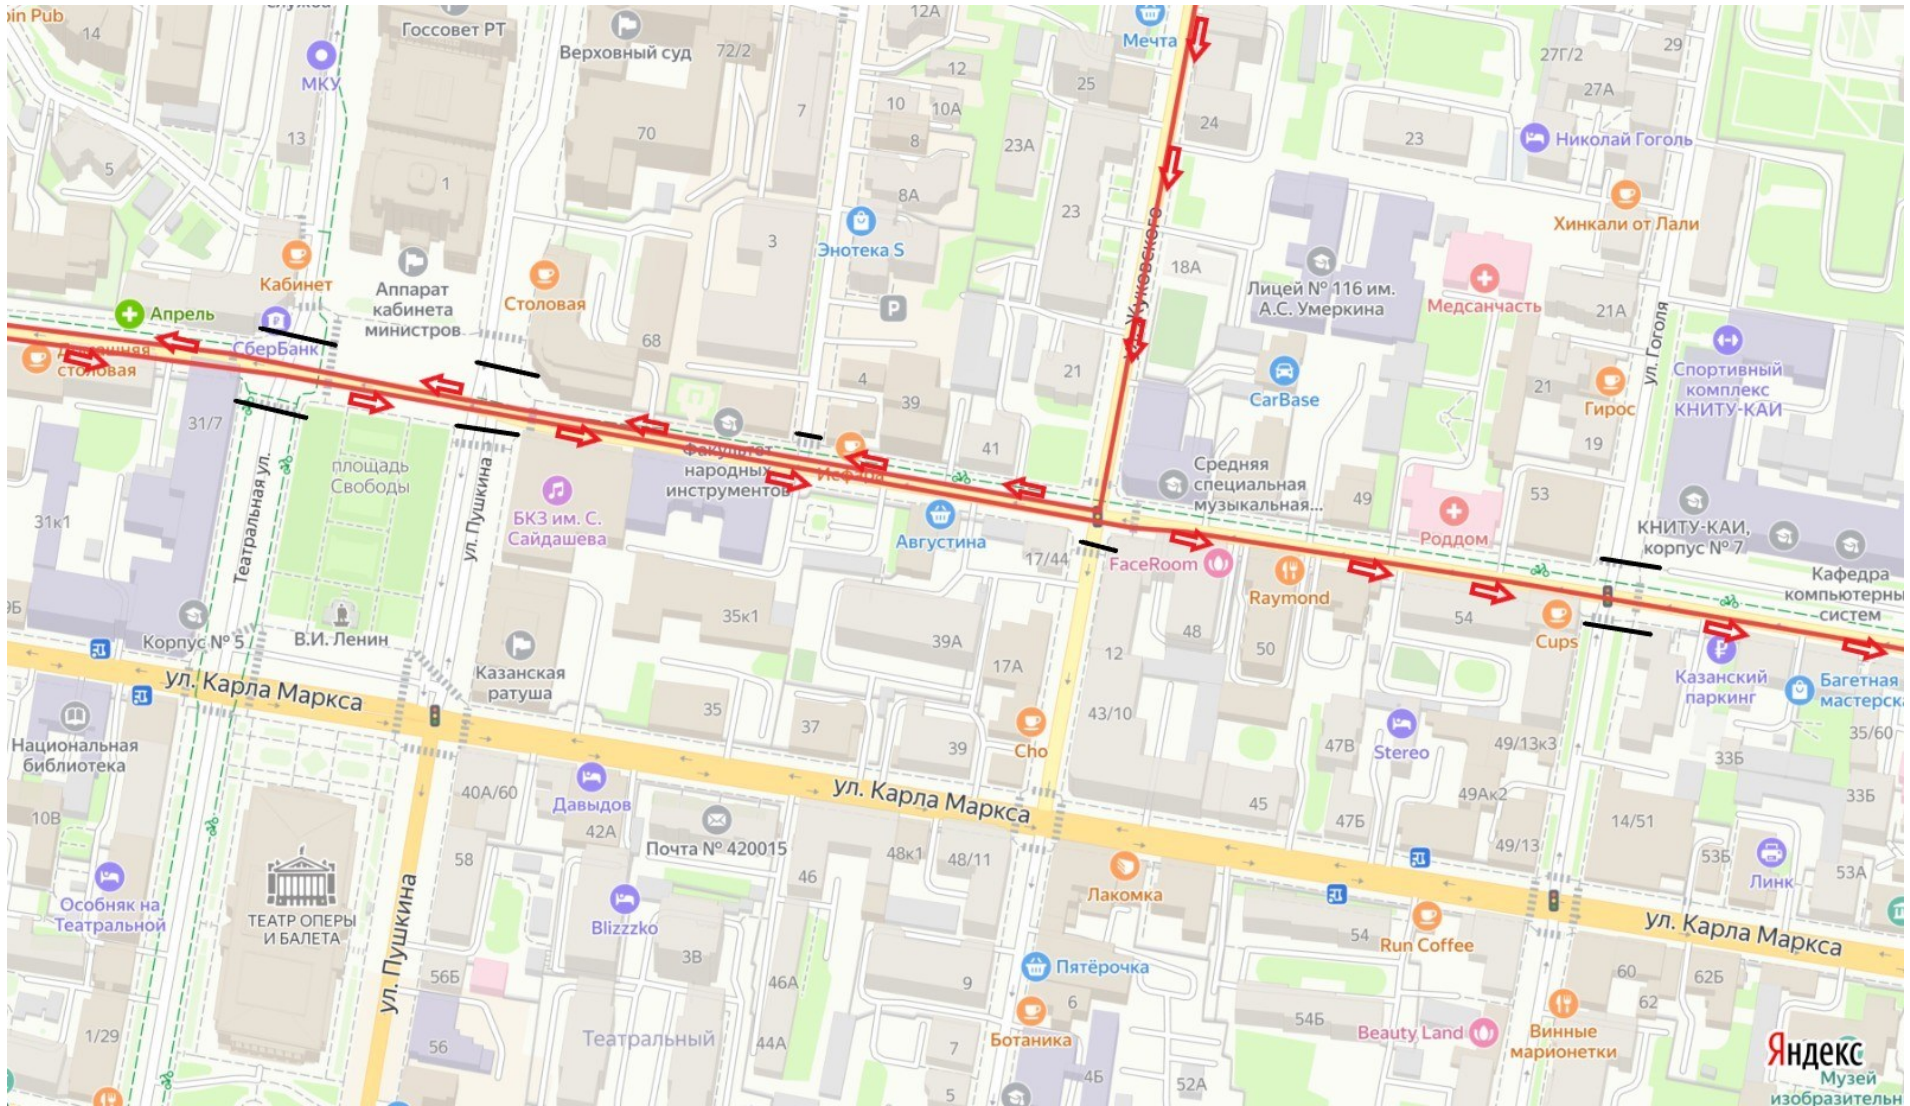 14
МКУ
13
5
Госсовет РТ
1
Верховный суд
72/2
70
12А
7
12
10
10А
8
8А
3
Энотека S
Мечта
25
24
23А
23
18А
27Г/2
29
27А
23
Николай Гоголь
Хинкали от Лали
Кабинет
Апрель
СберБанк
Аппарат
кабинета
министров
Столовая
68
4
39
41
21
ул. Жуковского
Лицей № 116 им.
А.С. Умеркина
Медсанчасть
21А
21
19
Гирос
ул. Гоголя
Спортивный
комплекс
КНИТУ-КАИ
CarBase
Домашняя
столовая
31/7
31к1
Театральная ул.
площадь
Свободы
ул. Пушкина
БКЗ им. С.
Сайдашева
Факультет
народных
инструментов
Исфара
Августина
17/44
FaceRoom
Средняя
специальная
музыкальная...
49
Роддом
53
КНИТУ-КАИ,
корпус № 7
Кафедра
компьютерны
систем
Raymond
54
Cups
Казанский
паркинг
Багетная
мастерска
Корпус № 5
В.И. Ленин
Казанская
ратуша
35к1
39А
17А
48
50
12
43/10
35
37
39
Cho
47В
Stereo
49/13к3
33Б
35/60
ул. Карла Маркса
Национальная
библиотека
10В
40А/60
Давыдов
42А
Почта № 420015
48к1
48/11
ул. Карла Маркса
45
47Б
49Ак2
49/13
14/51
53Б
Линк
33Б
53А
58
46
Лакомка
Особняк на
Театральной
ТЕАТР ОПЕРЫ
И БАЛЕТА
ул. Пушкина
Blizzzko
3В
46А
9
Пятёрочка
6
Ботаника
54
Run Coffee
ул. Карла Маркса
60
62Б
62
1/29
56Б
56
Театральный
44А
7
5
4Б
52А
54Б
Beauty Land
Винные
марионетки
Яндекс
Музей
изобразительн